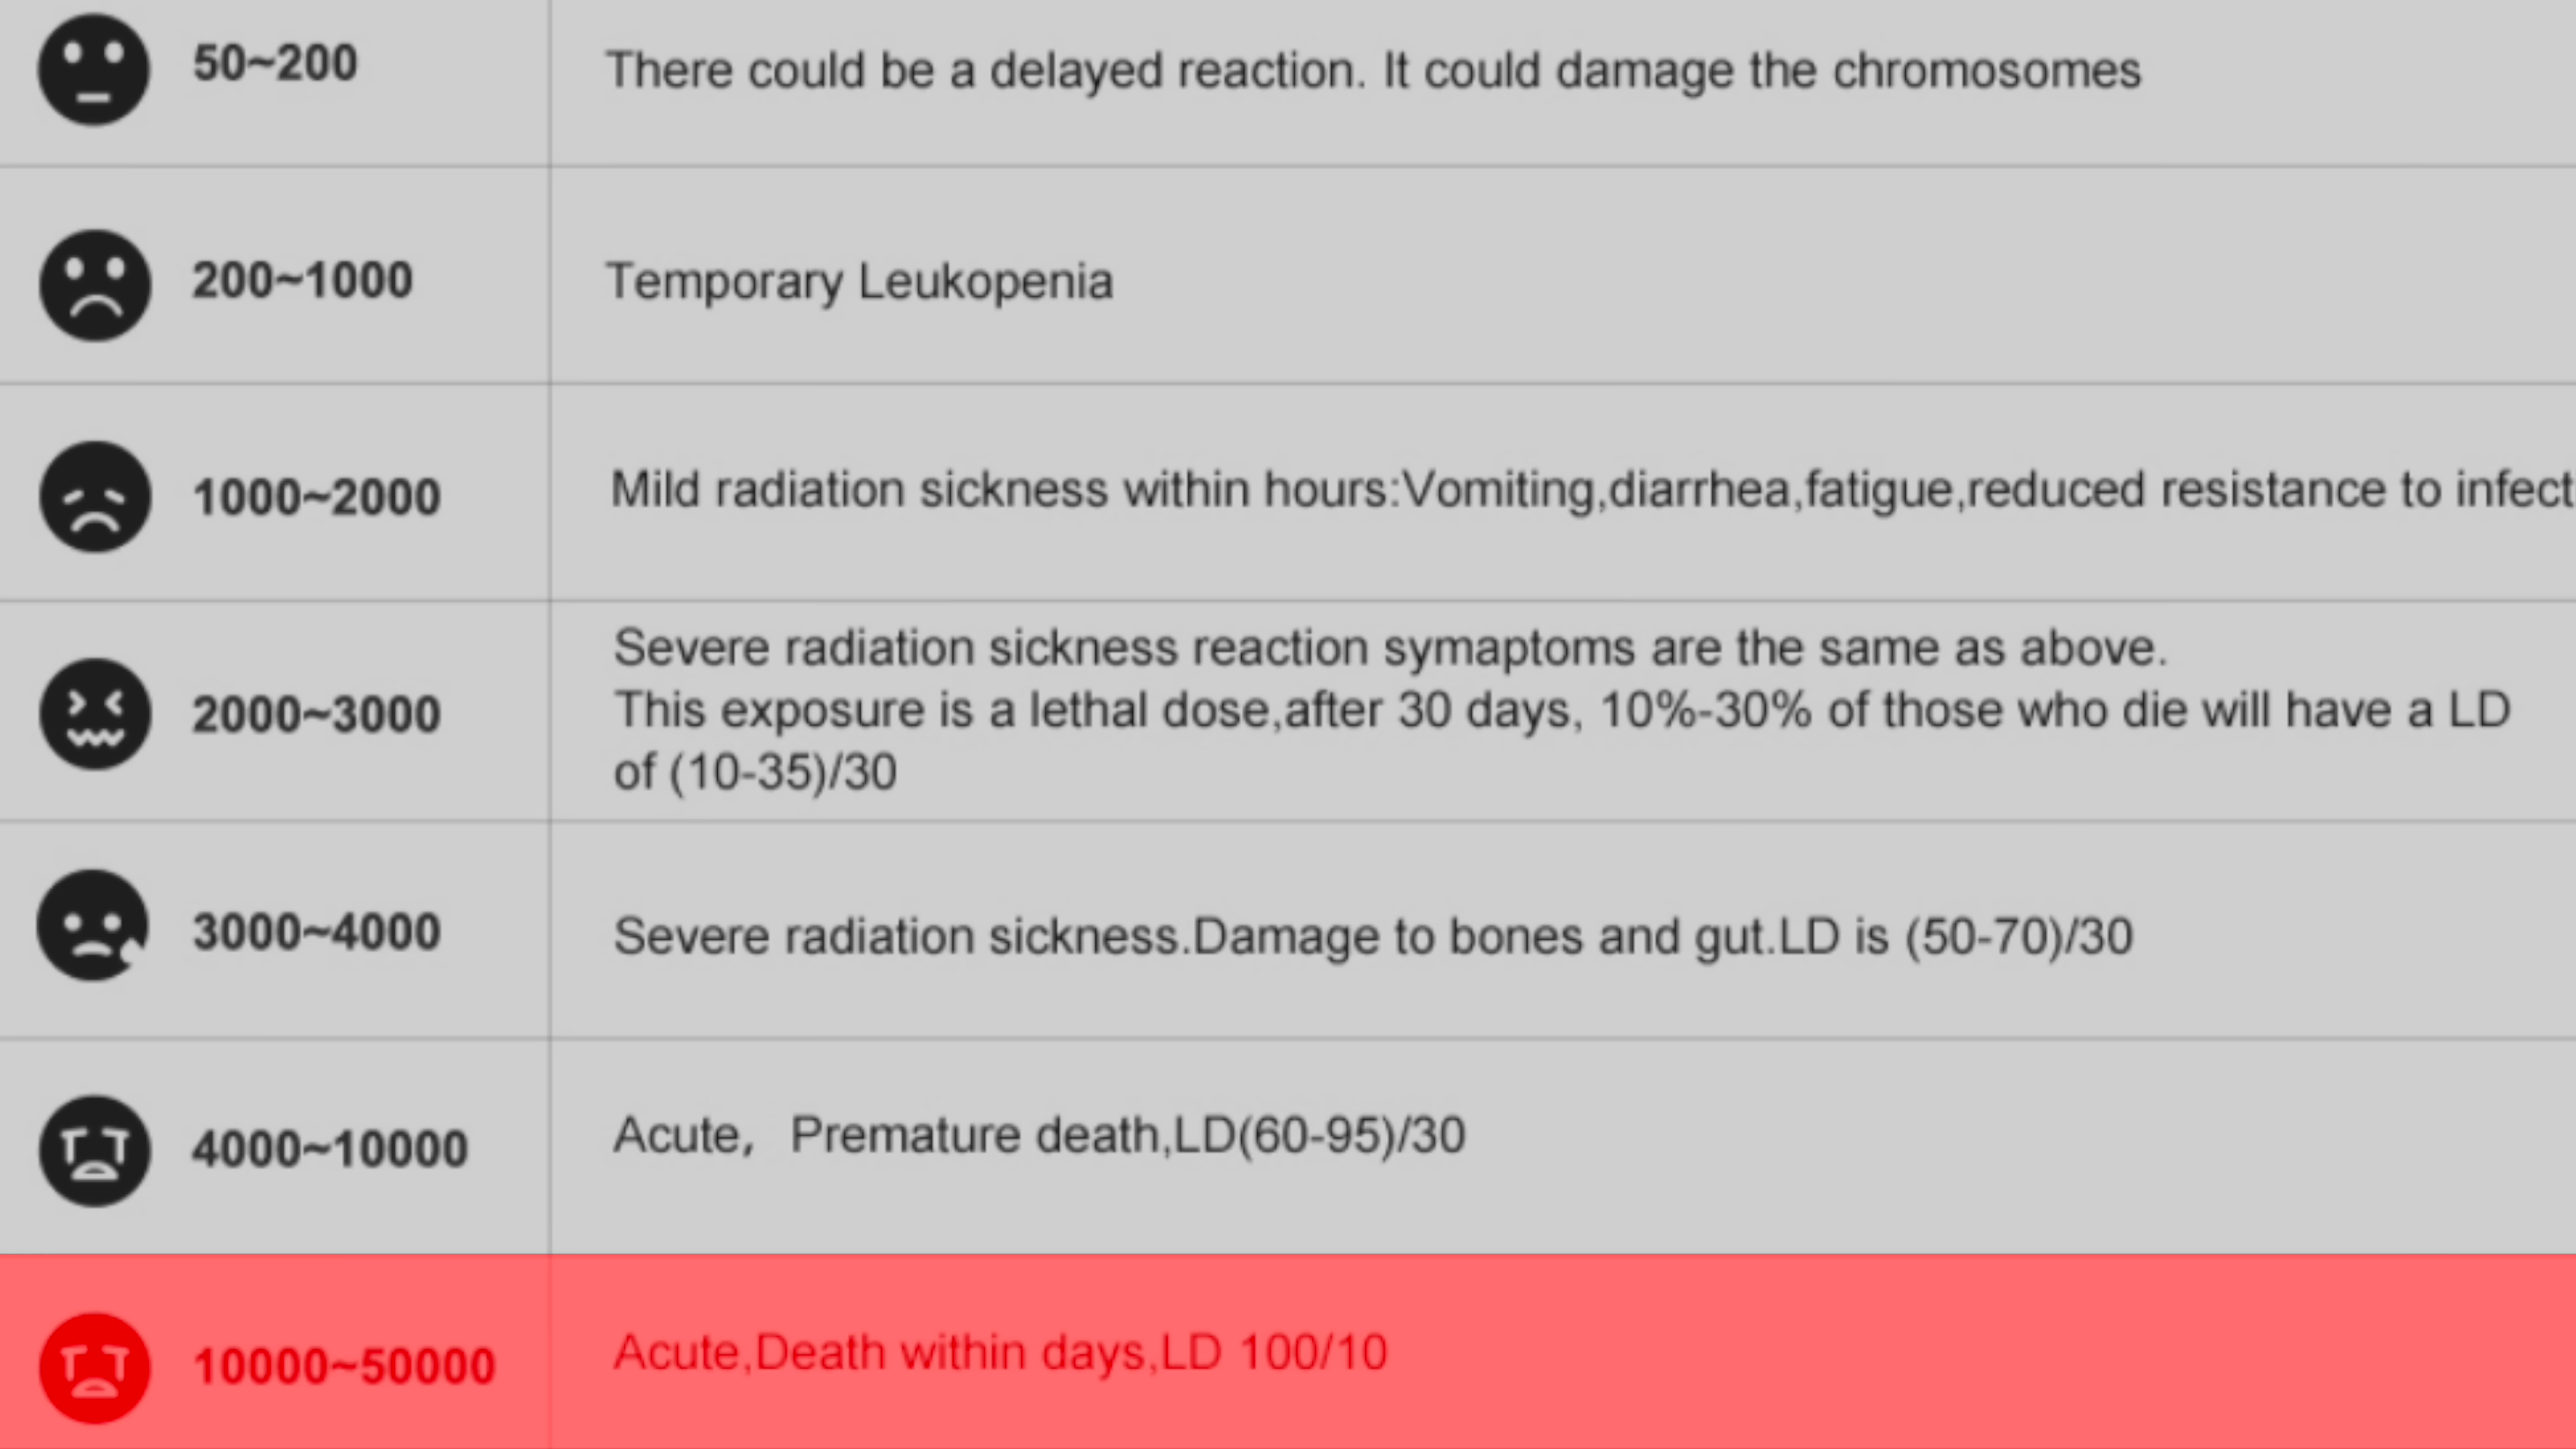 50~200
There could be a delayed reaction. It could damage the chromosomes
200~1000
Temporary Leukopenia
1000~2000
Mild radiation sickness within hours:Vomiting,diarrhea,fatigue,reduced resistance to infect
2000~3000
Severe radiation sickness reaction symaptoms are the same as above.
This exposure is a lethal dose,after 30 days, 10%-30% of those who die will have a LD
of (10-35)/30
3000~4000
Severe radiation sickness.Damage to bones and gut.LD is (50-70)/30
4000~10000
Acute, Premature death,LD(60-95)/30
10000~50000
Acute,Death within days,LD 100/10